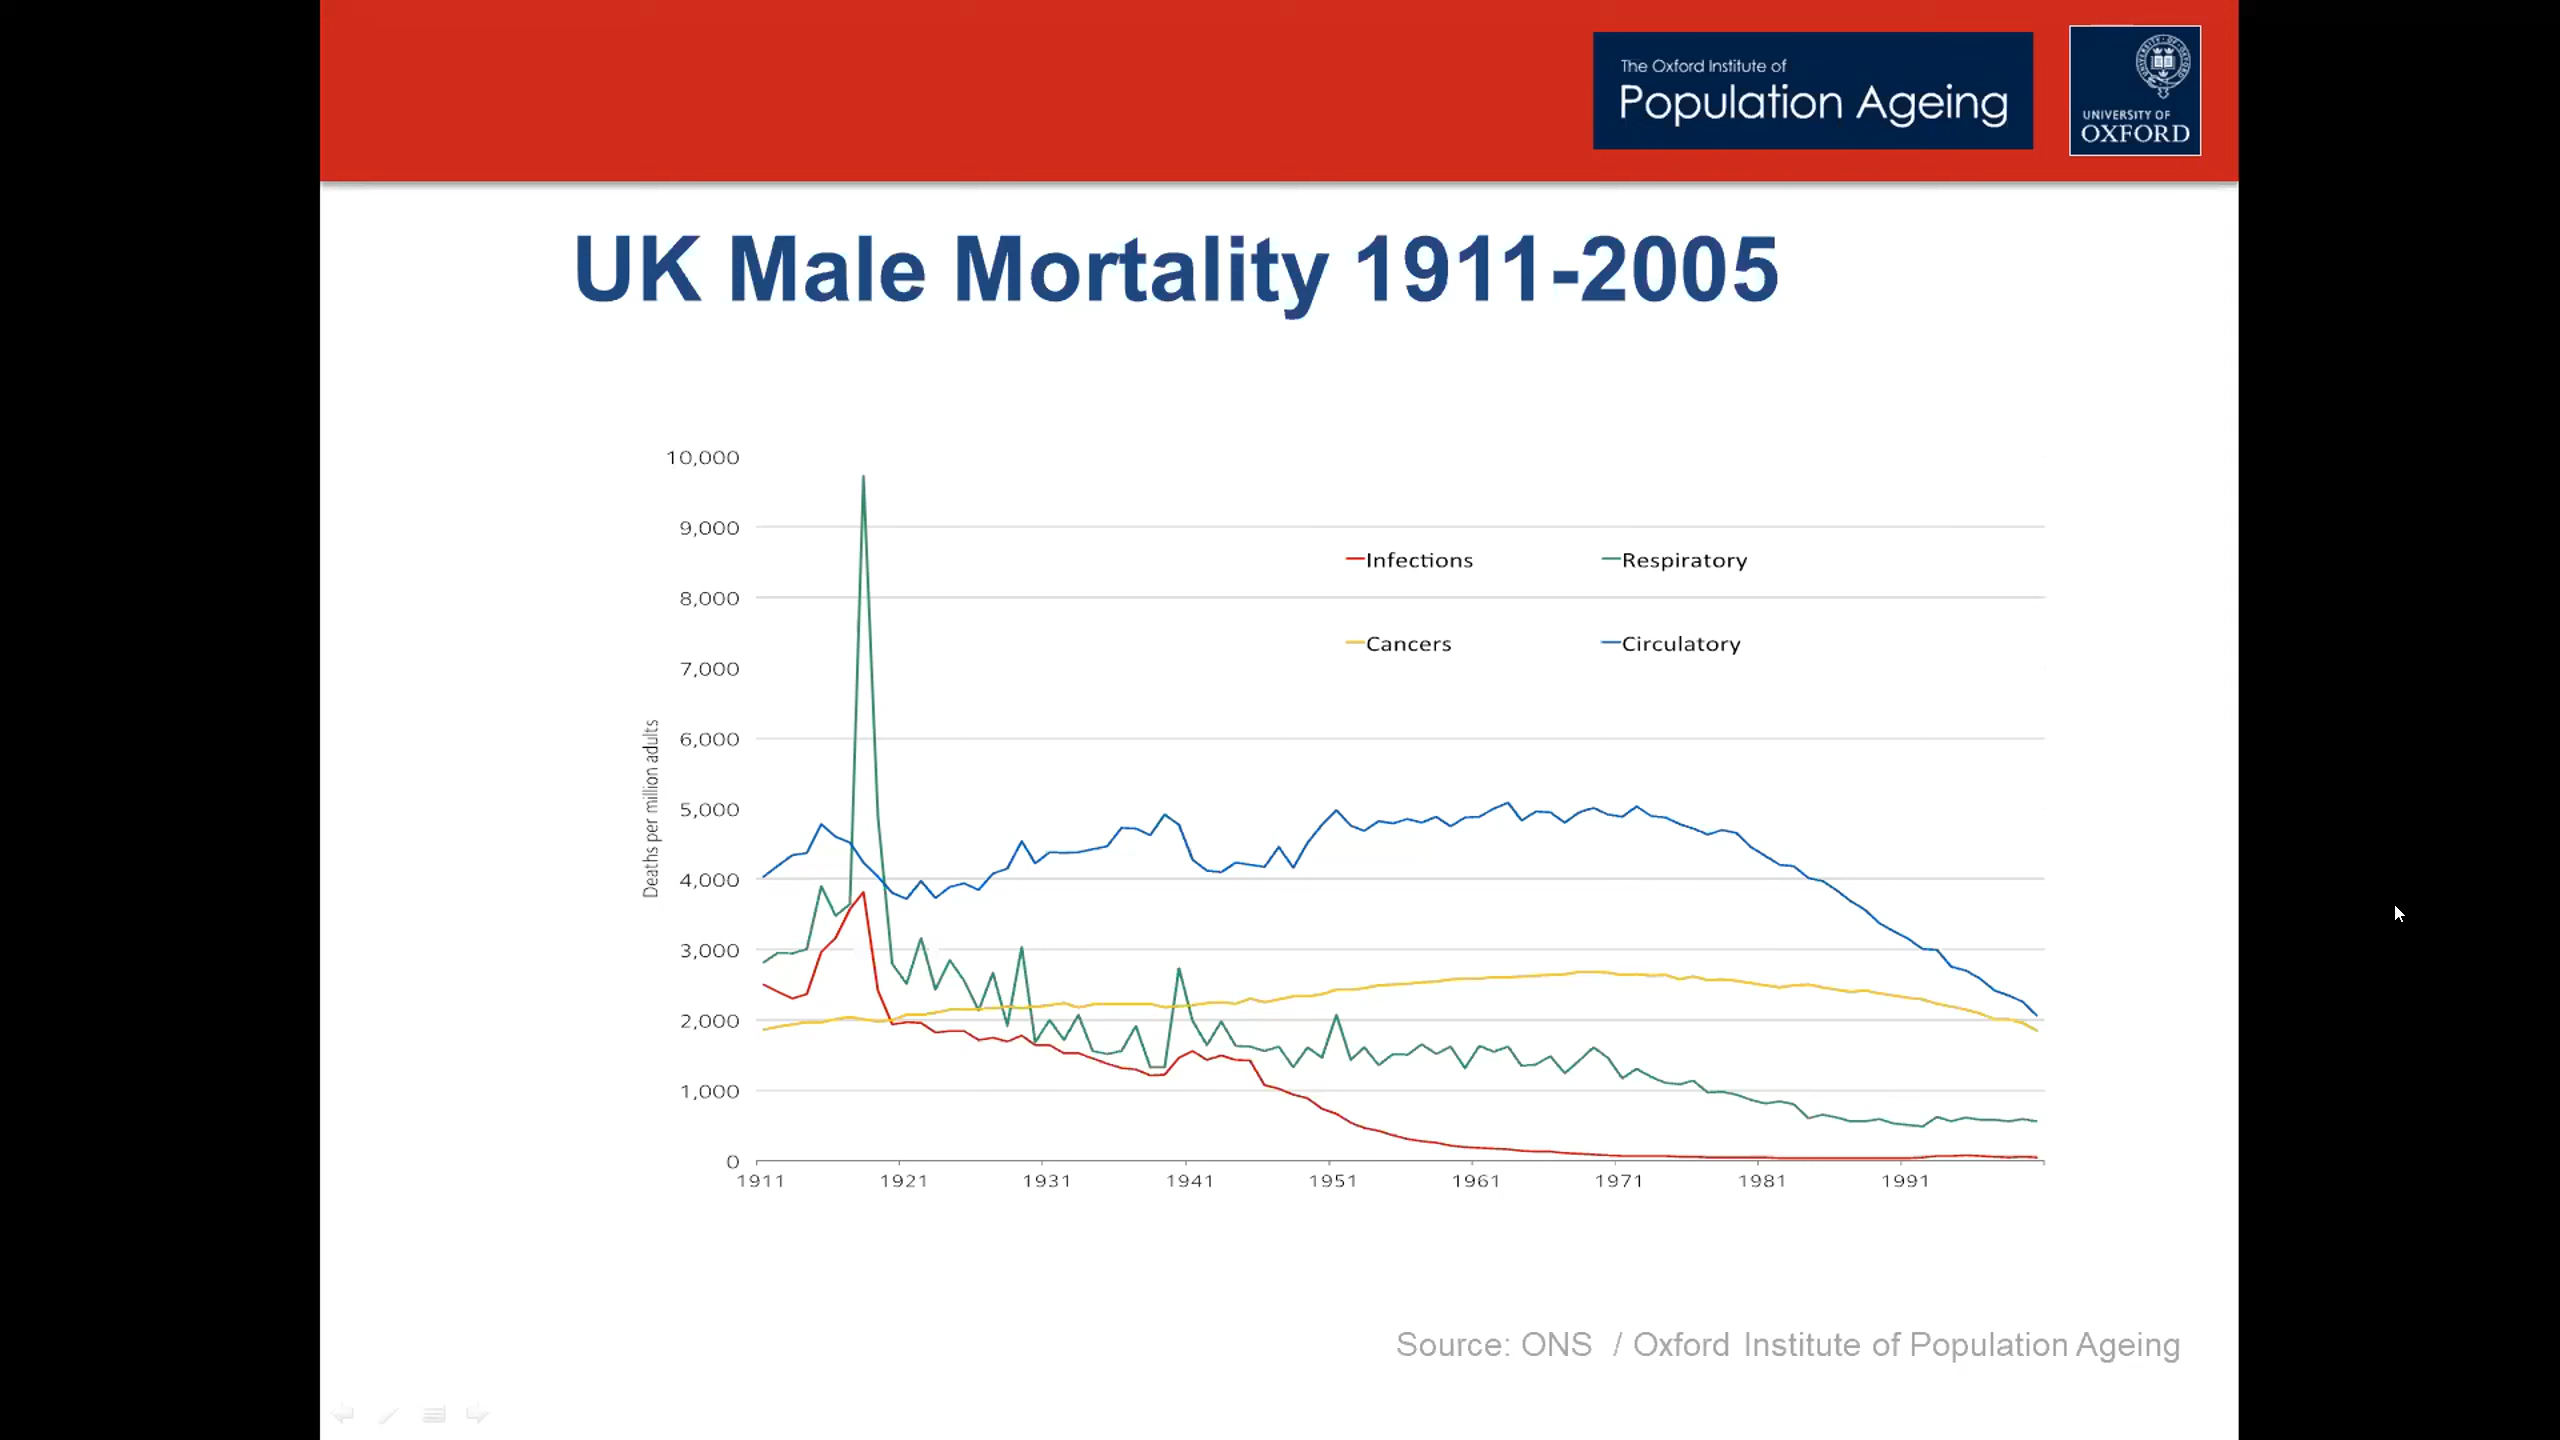 The Oxford Institute of
Population Ageing
UNIVERSITY OF
OXFORD
UK Male Mortality 1911-2005
10,000
9,000
8,000
7,000
6,000
5,000
4,000
3,000
2,000
1,000
0
Deaths per million adults
Infections
Respiratory
Cancers
Circulatory
1911 1921 1931 1941 1951 1961 1971 1981 1991
Source: ONS / Oxford Institute of Population Ageing